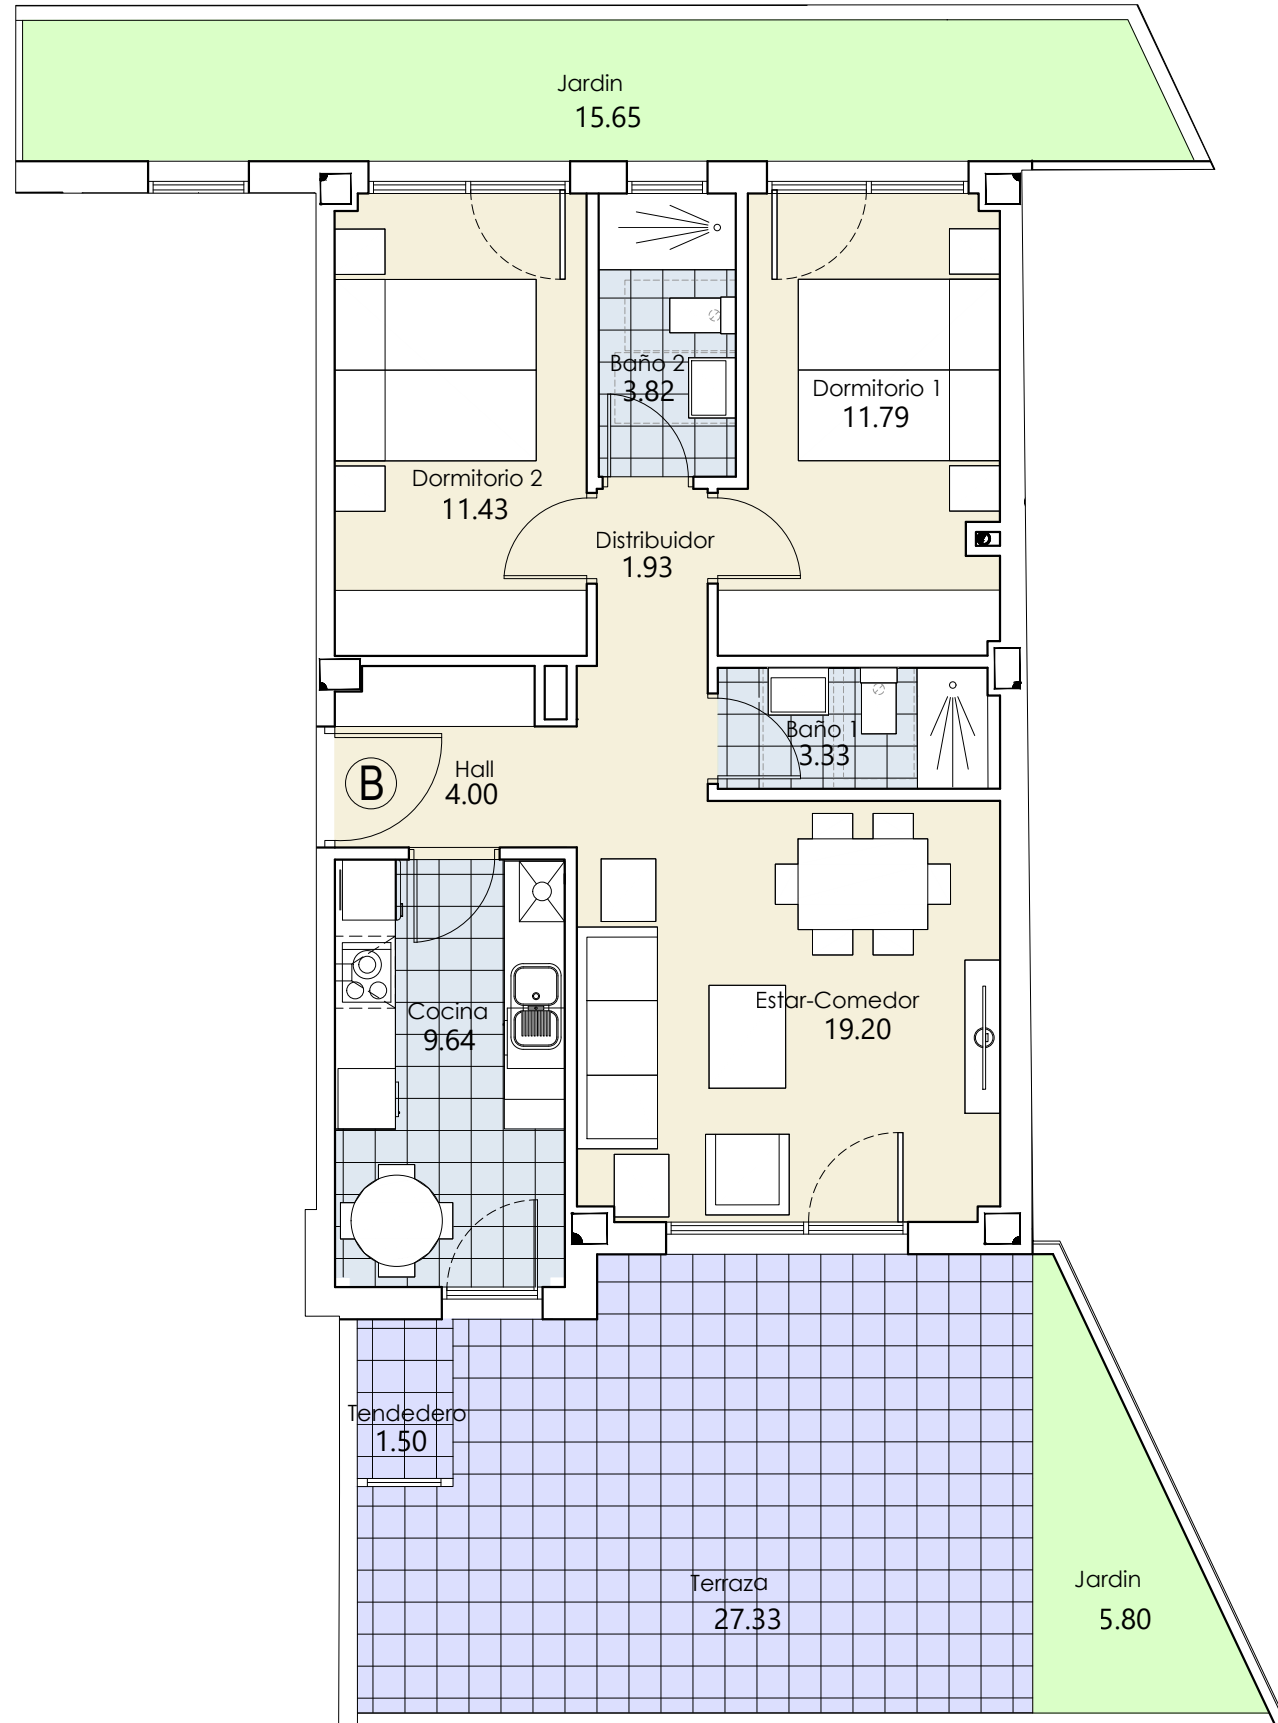 Jardin
15.65
Baño 2
3.82
Dormitorio 1
11.79
Dormitorio 2
11.43
Distribuidor
1.93
Baño 1
3.33
Hall
4.00
B
Estar-Comedor
19.20
Cocina
9.64
Tendedero
1.50
Terraza
27.33
Jardin
5.80